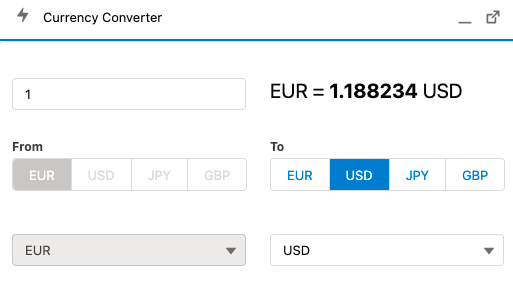 Currency Converter
1
EUR = 1.188234 USD
From
To
EUR USD JPY GBP
EUR USD JPY GBP
EUR
USD